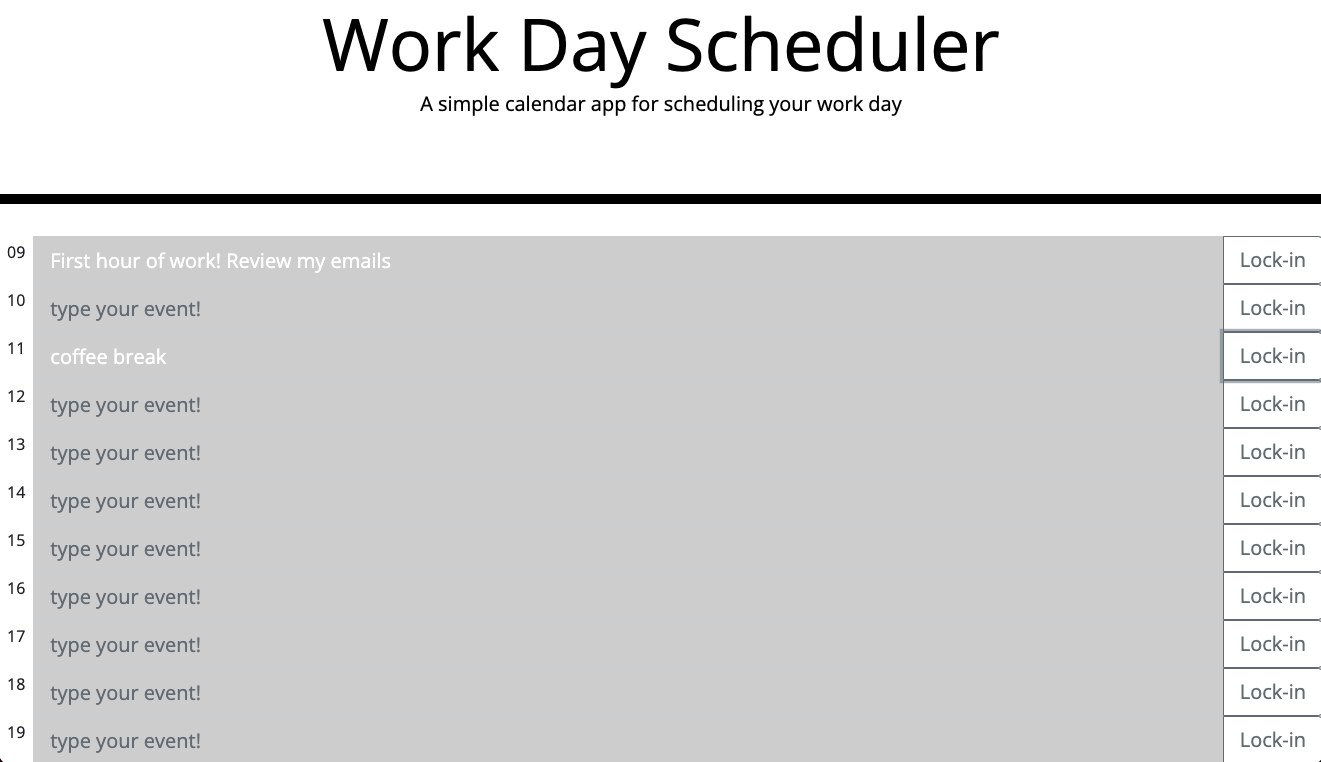 Work Day Scheduler
A simple calendar app for scheduling your work day
09 First hour of work! Review my emails Lock-in
10 type your event! Lock-in
11 coffee break Lock-in
12 type your event! Lock-in
13 type your event! Lock-in
14 type your event! Lock-in
15 type your event! Lock-in
16 type your event! Lock-in
17 type your event! Lock-in
18 type your event! Lock-in
19 type your event! Lock-in